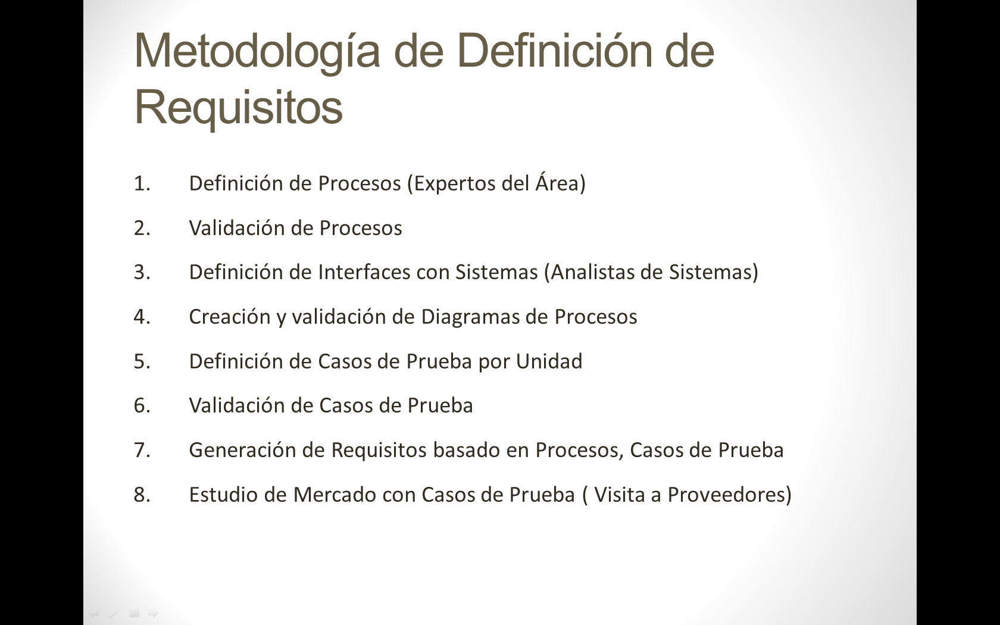 Metodología de Definición de
Requisitos
1. Definición de Procesos (Expertos del Área)
2. Validación de Procesos
3. Definición de Interfaces con Sistemas (Analistas de Sistemas)
4. Creación y validación de Diagramas de Procesos
5. Definición de Casos de Prueba por Unidad
6. Validación de Casos de Prueba
7. Generación de Requisitos basado en Procesos, Casos de Prueba
8. Estudio de Mercado con Casos de Prueba ( Visita a Proveedores)